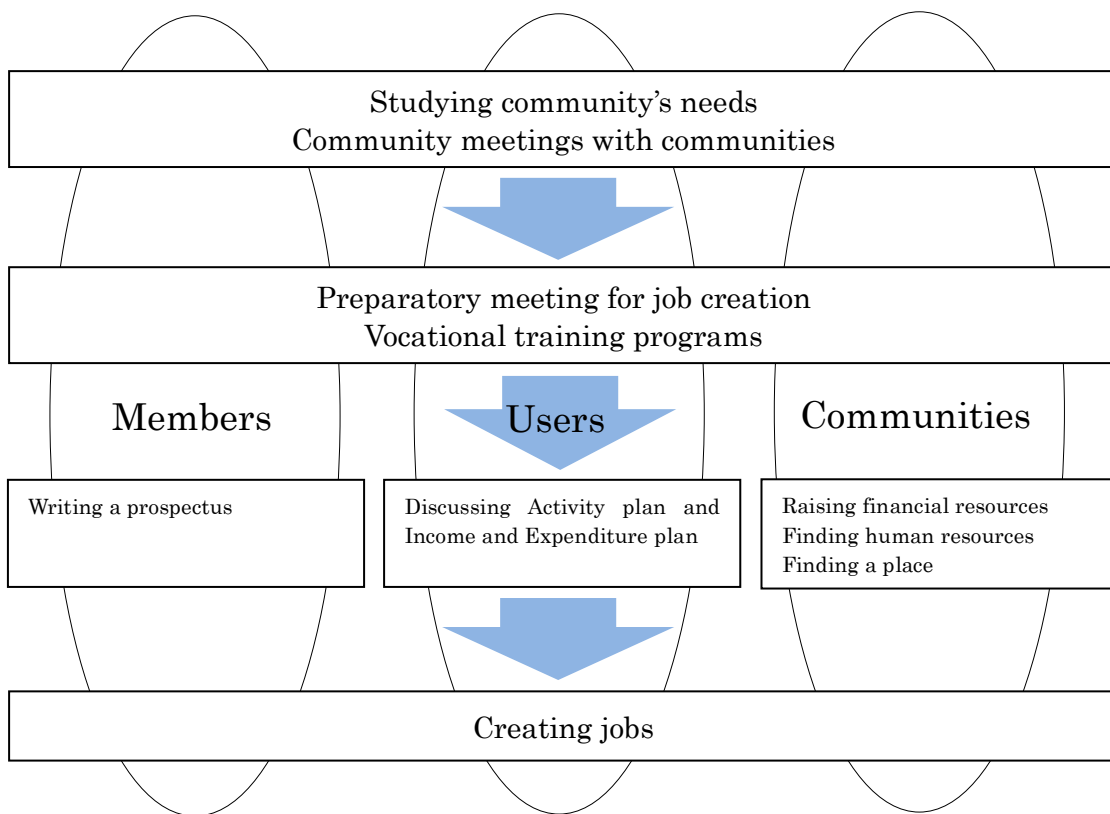 Studying community’s needs
Community meetings with communities
Preparatory meeting for job creation
Vocational training programs
Members
Users
Communities
Writing a prospectus
Discussing Activity plan and
Income and Expenditure plan
Raising financial resources
Finding human resources
Finding a place
Creating jobs